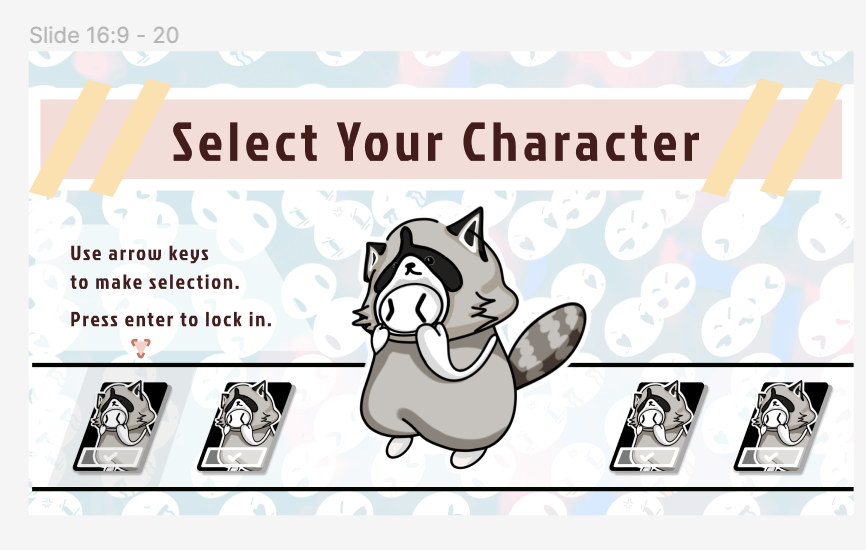 Slide 16:9 - 20
Select Your Character
Use arrow keys
to make selection.
Press enter to lock in.